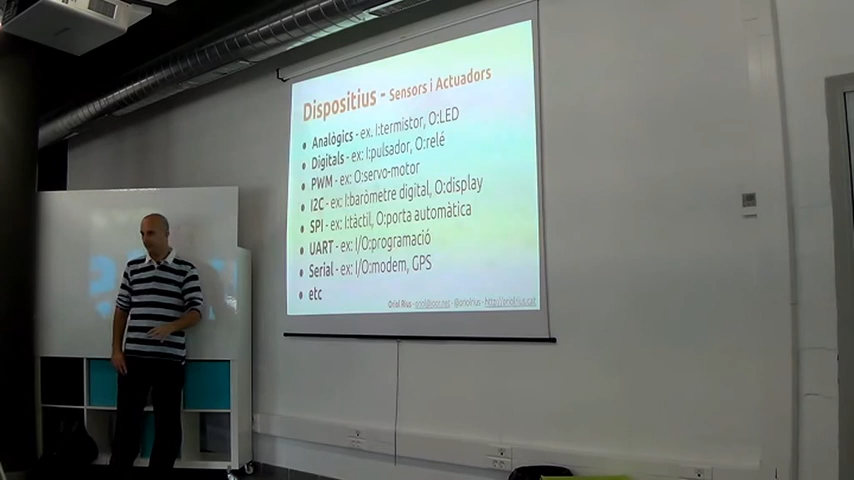 Dispositius - Sensors i Actuadors
• Analògics - ex. I:termistor, O:LED
• Digitals - ex: I:pulsador, O:relé
• PWM - ex: O:servo-motor
• I2C - ex: I:baròmetre digital, O:display
• SPI - ex: I:tàctil, O:porta automàtica
• UART - ex: I/O:programació
• Serial - ex: I/O:modem, GPS
• etc
Oriol Rius - oriol@joor.net - @oriolrius - http://oriolrius.cat